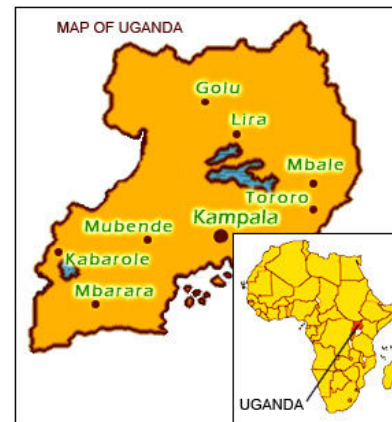 MAP OF UGANDA
Golu
Lira
Mbale
Tororo
Kampala
Mubende
Kabarole
Mbarara
UGANDA